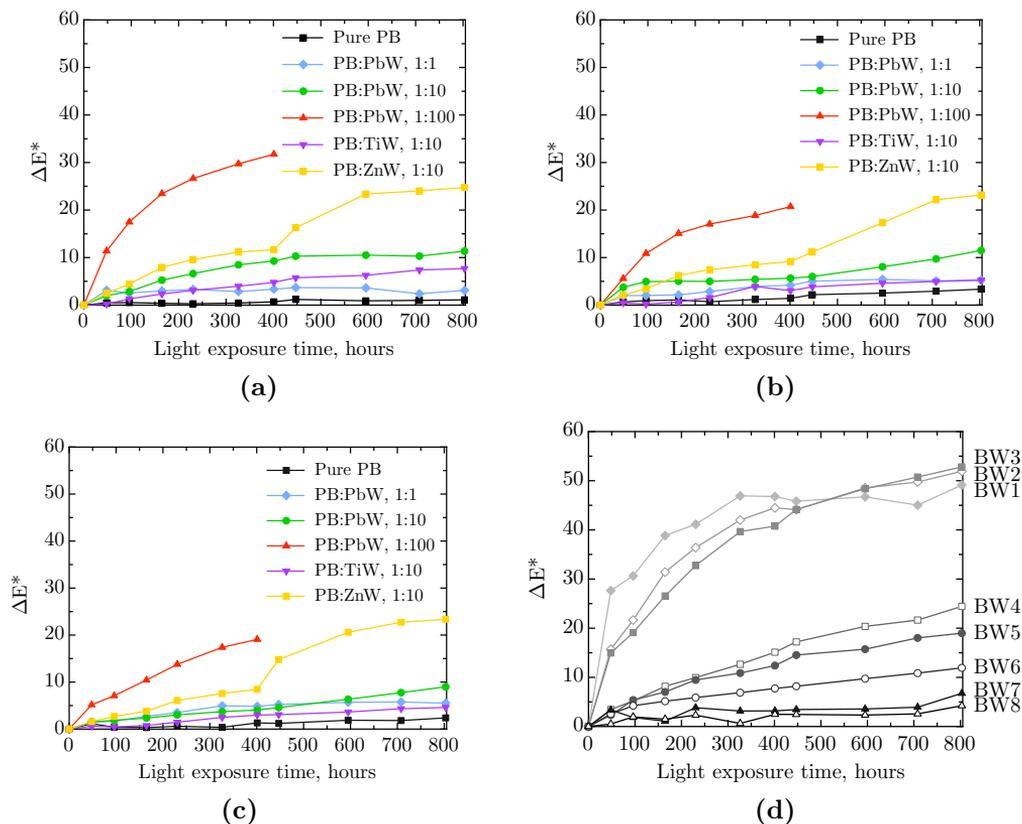 60
50
40
30
20
10
0
ΔE*
Pure PB
PB:PbW, 1:1
PB:PbW, 1:10
PB:PbW, 1:100
PB:TiW, 1:10
PB:ZnW, 1:10
0 100 200 300 400 500 600 700 800
Light exposure time, hours
(a)
60
50
40
30
20
10
0
ΔE*
Pure PB
PB:PbW, 1:1
PB:PbW, 1:10
PB:PbW, 1:100
PB:TiW, 1:10
PB:ZnW, 1:10
0 100 200 300 400 500 600 700 800
Light exposure time, hours
(b)
60
50
40
30
20
10
0
ΔE*
Pure PB
PB:PbW, 1:1
PB:PbW, 1:10
PB:PbW, 1:100
PB:TiW, 1:10
PB:ZnW, 1:10
0 100 200 300 400 500 600 700 800
Light exposure time, hours
(c)
60
50
40
30
20
10
0
ΔE*
BW3
BW2
BW1
BW4
BW5
BW6
BW7
BW8
0 100 200 300 400 500 600 700 800
Light exposure time, hours
(d)